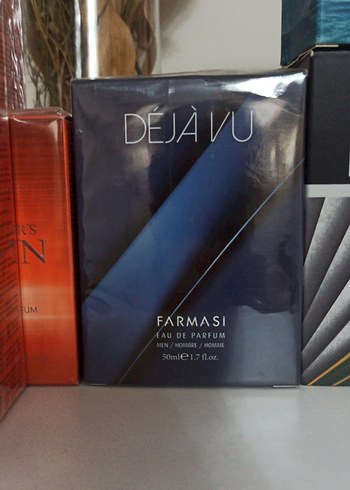 DÉJÀ VU
FARMASI
EAU DE PARFUM
MEN / HOMBRE / HOMME
50ml℮1.7 fl.oz.